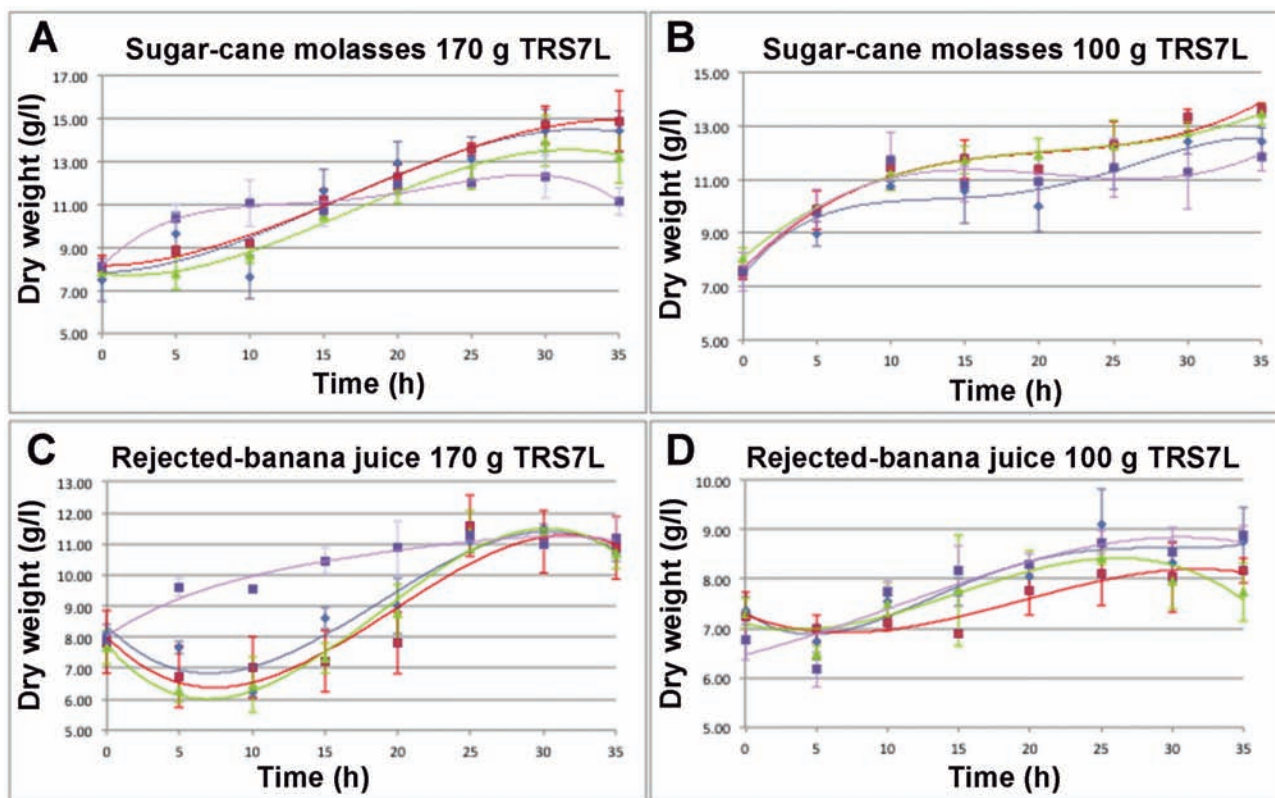 A
Sugar-cane molasses 170 g TRS7L
Dry weight (g/l)
17.00
15.00
13.00
11.00
9.00
7.00
5.00
0 5 10 15 20 25 30 35
Time (h)
B
Sugar-cane molasses 100 g TRS7L
Dry weight (g/l)
15.00
13.00
11.00
9.00
7.00
5.00
0 5 10 15 20 25 30 35
Time (h)
C
Rejected-banana juice 170 g TRS7L
Dry weight (g/l)
13.00
12.00
11.00
10.00
9.00
8.00
7.00
6.00
5.00
0 5 10 15 20 25 30 35
Time (h)
D
Rejected-banana juice 100 g TRS7L
Dry weight (g/l)
10.00
9.00
8.00
7.00
6.00
5.00
0 5 10 15 20 25 30 35
Time (h)